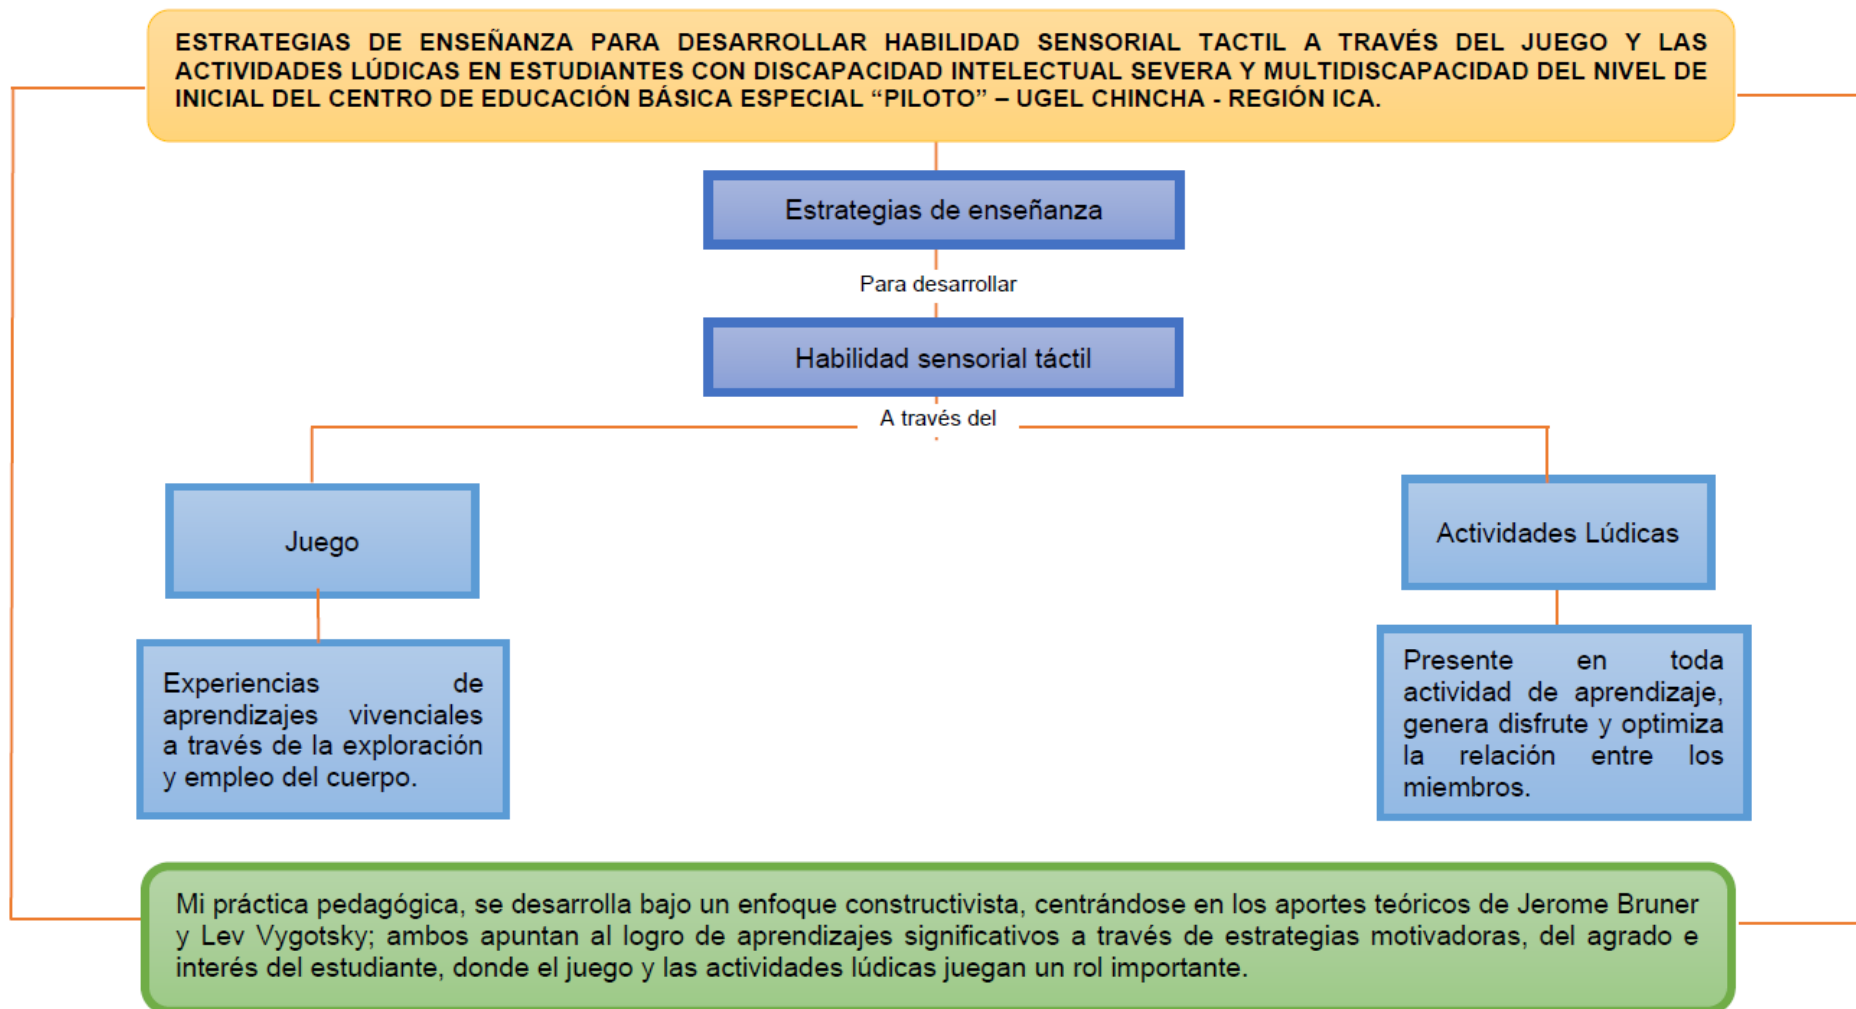 ESTRATEGIAS DE ENSEÑANZA PARA DESARROLLAR HABILIDAD SENSORIAL TACTIL A TRAVÉS DEL JUEGO Y LAS
ACTIVIDADES LÚDICAS EN ESTUDIANTES CON DISCAPACIDAD INTELECTUAL SEVERA Y MULTIDISCAPACIDAD DEL NIVEL DE
INICIAL DEL CENTRO DE EDUCACIÓN BÁSICA ESPECIAL “PILOTO” – UGEL CHINCHA - REGIÓN ICA.
Estrategias de enseñanza
Para desarrollar
Habilidad sensorial táctil
A través del
Juego
Experiencias de
aprendizajes vivenciales
a través de la exploración
y empleo del cuerpo.
Actividades Lúdicas
Presente en toda
actividad de aprendizaje,
genera disfrute y optimiza
la relación entre los
miembros.
Mi práctica pedagógica, se desarrolla bajo un enfoque constructivista, centrándose en los aportes teóricos de Jerome Bruner
y Lev Vygotsky; ambos apuntan al logro de aprendizajes significativos a través de estrategias motivadoras, del agrado e
interés del estudiante, donde el juego y las actividades lúdicas juegan un rol importante.